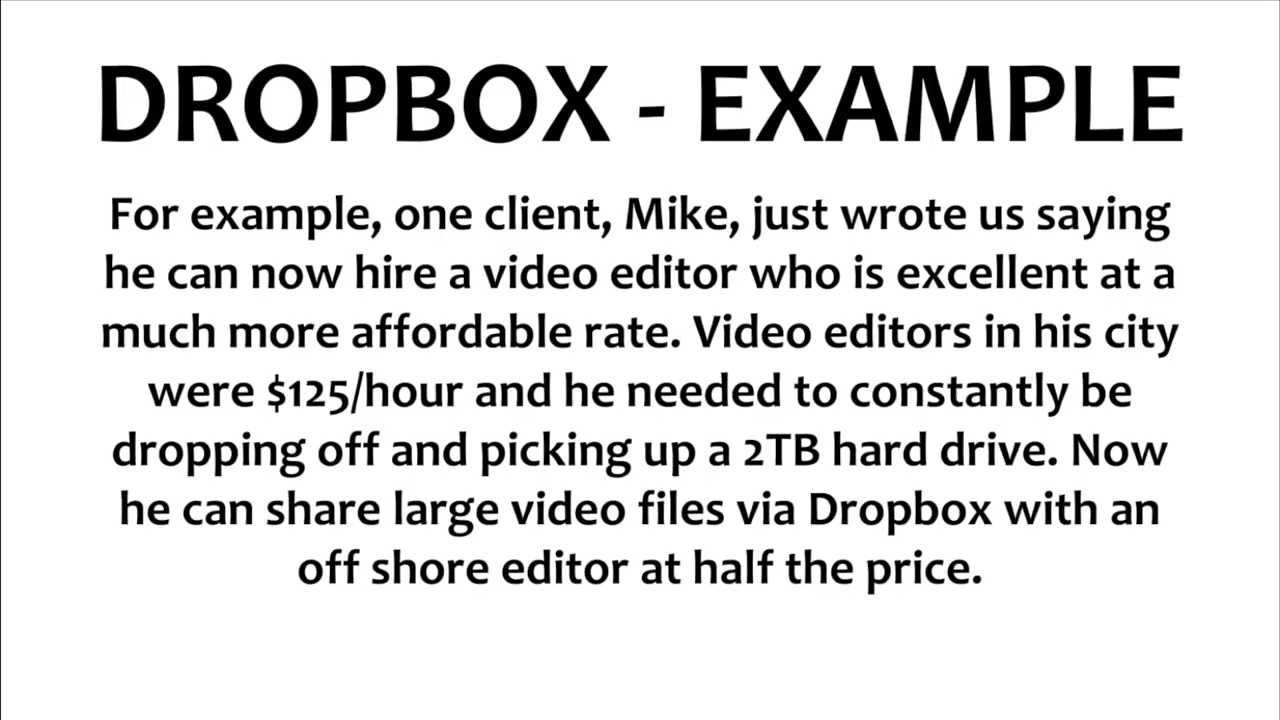 DROPBOX - EXAMPLE
For example, one client, Mike, just wrote us saying
he can now hire a video editor who is excellent at a
much more affordable rate. Video editors in his city
were $125/hour and he needed to constantly be
dropping off and picking up a 2TB hard drive. Now
he can share large video files via Dropbox with an
off shore editor at half the price.